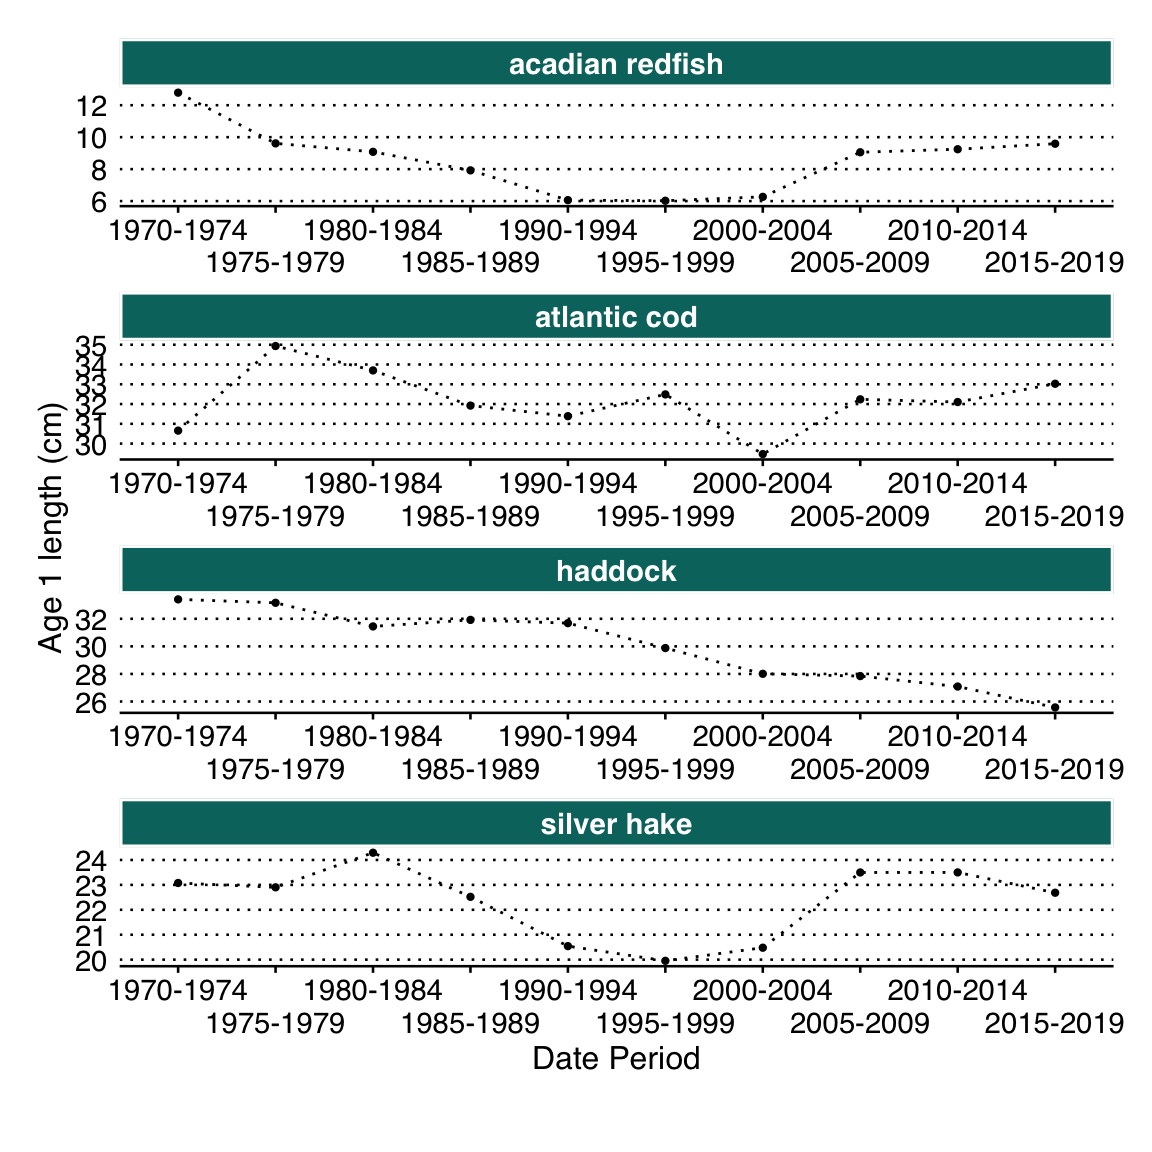 acadian redfish
12
10
8
6
1970-1974 1980-1984 1990-1994 2000-2004 2010-2014
1975-1979 1985-1989 1995-1999 2005-2009 2015-2019
atlantic cod
35
34
33
32
31
30
1970-1974 1980-1984 1990-1994 2000-2004 2010-2014
1975-1979 1985-1989 1995-1999 2005-2009 2015-2019
Age 1 length (cm)
haddock
32
30
28
26
1970-1974 1980-1984 1990-1994 2000-2004 2010-2014
1975-1979 1985-1989 1995-1999 2005-2009 2015-2019
silver hake
24
23
22
21
20
1970-1974 1980-1984 1990-1994 2000-2004 2010-2014
1975-1979 1985-1989 1995-1999 2005-2009 2015-2019
Date Period